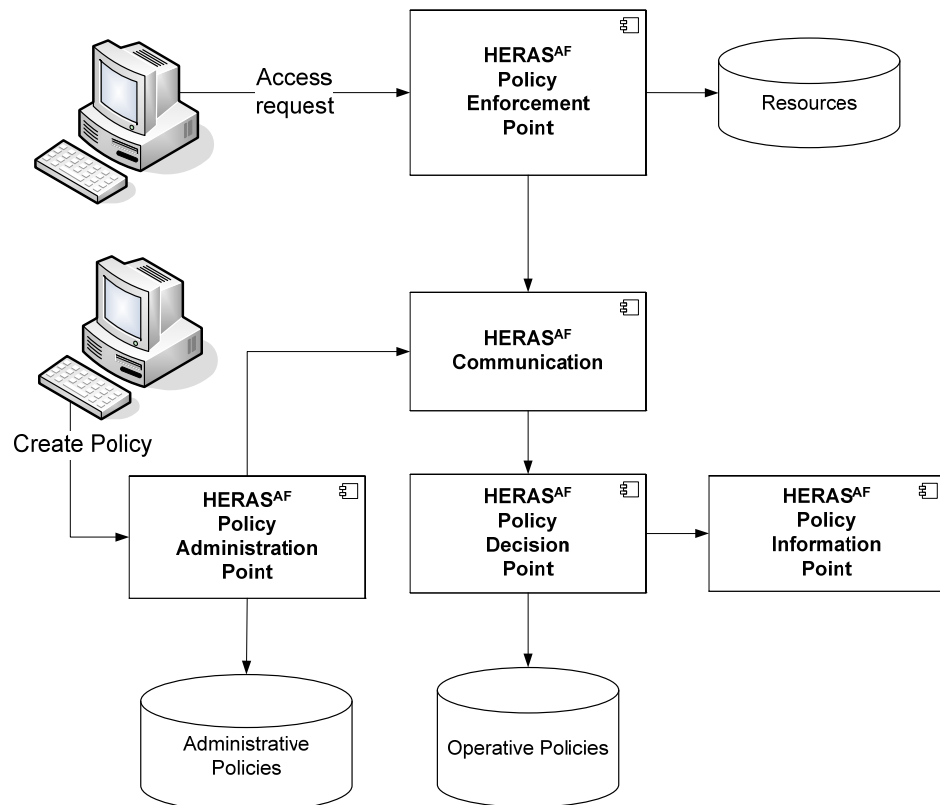 Access
request
HERASAF
Policy
Enforcement
Point
Resources
HERASAF
Communication
Create Policy
HERASAF
Policy
Administration
Point
HERASAF
Policy
Decision
Point
HERASAF
Policy
Information
Point
Administrative
Policies
Operative Policies